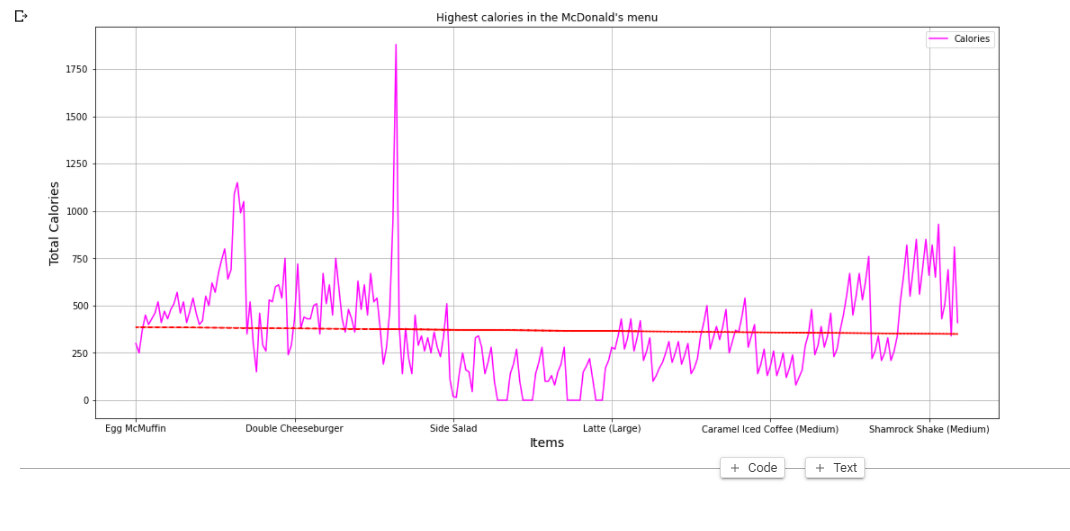 Highest calories in the McDonald's menu
Calories
1750
1500
1250
1000
750
500
250
0
Total Calories
Egg McMuffin Double Cheeseburger Side Salad Latte (Large) Caramel Iced Coffee (Medium) Shamrock Shake (Medium)
Items
+ Code + Text